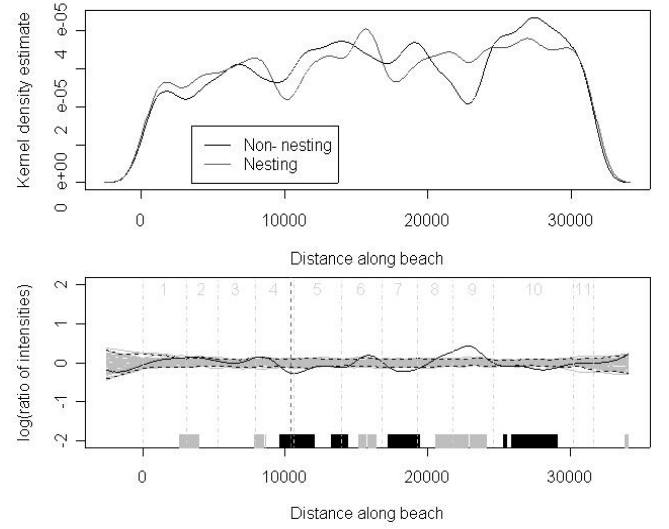 Kernel density estimate
0 e+00 2 e-05 4 e-05
Non- nesting
Nesting
0 10000 20000 30000
Distance along beach
log(ratio of intensities)
2
1
0
-1
-2
1 2 3 4 5 6 7 8 9 10 11
0 10000 20000 30000
Distance along beach